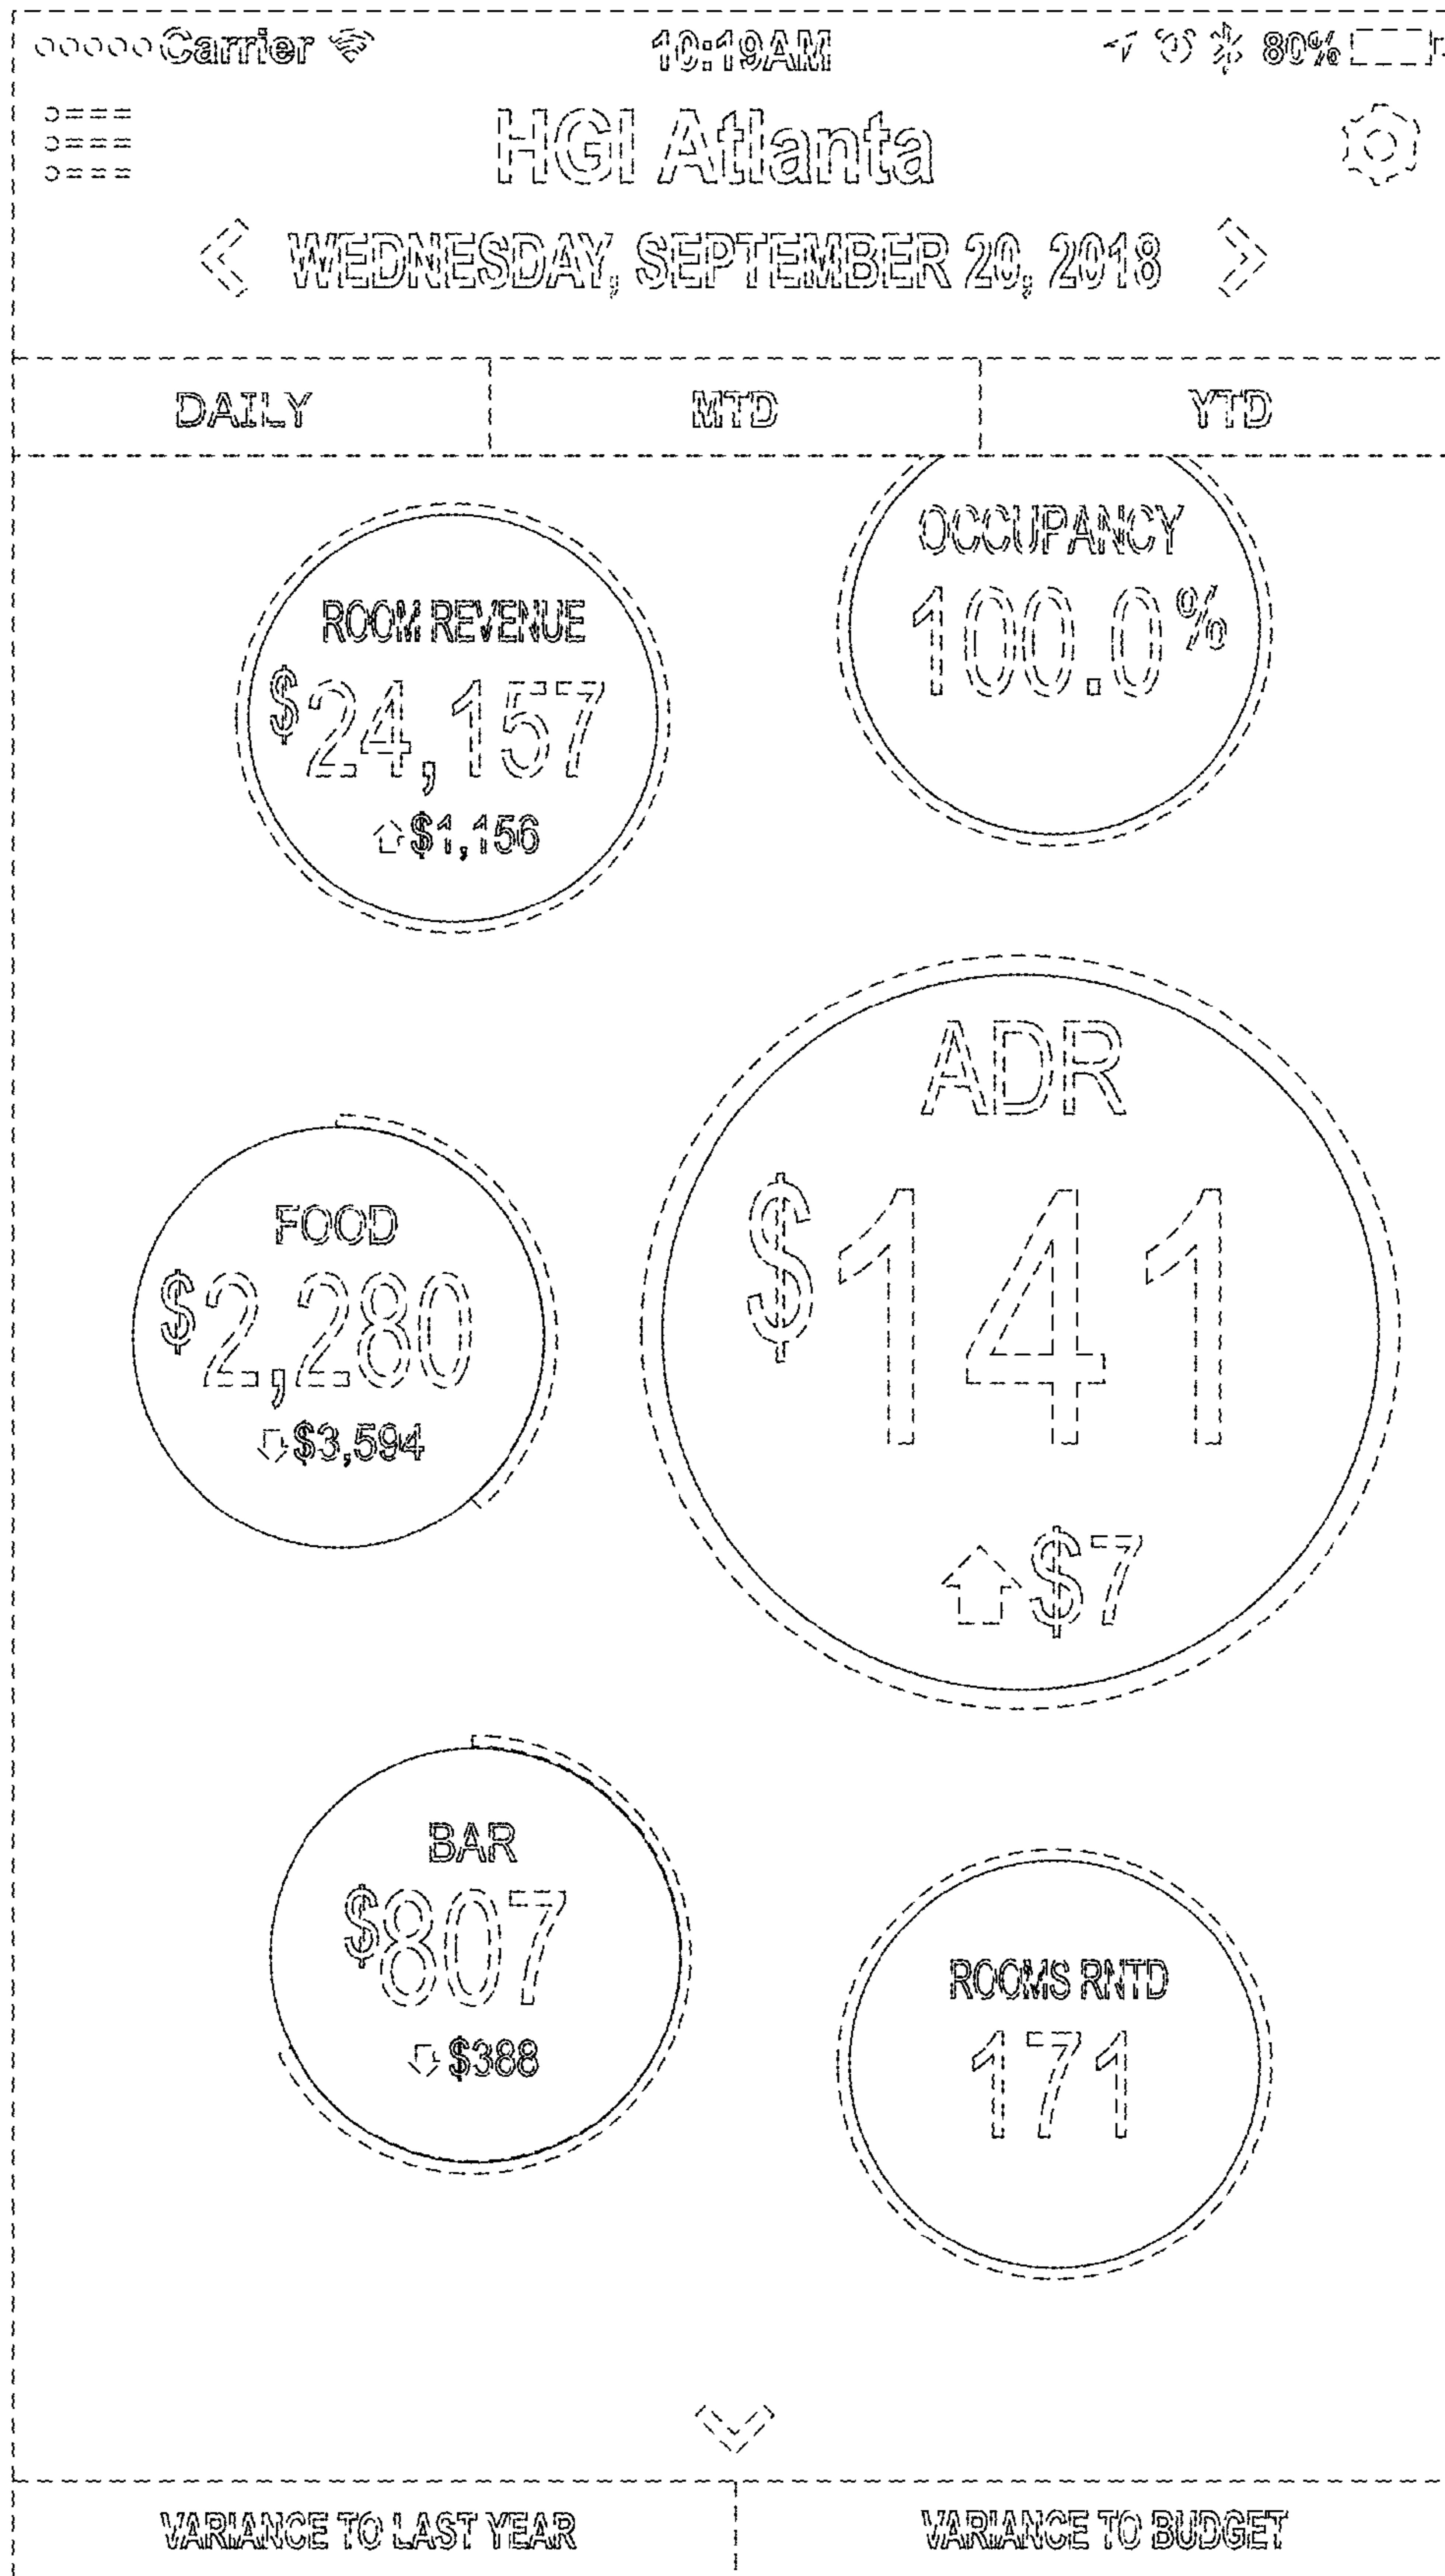 Carrier 10:19AM 80%
HGI Atlanta
WEDNESDAY, SEPTEMBER 20, 2018
DAILY MTD YTD
OCCUPANCY
100.0%
ROOM REVENUE
$24,157
$1,156
ADR
$141
$7
FOOD
$2,280
$3,594
BAR
$807
$388
ROOMS RNTD
171
VARIANCE TO LAST YEAR VARIANCE TO BUDGET